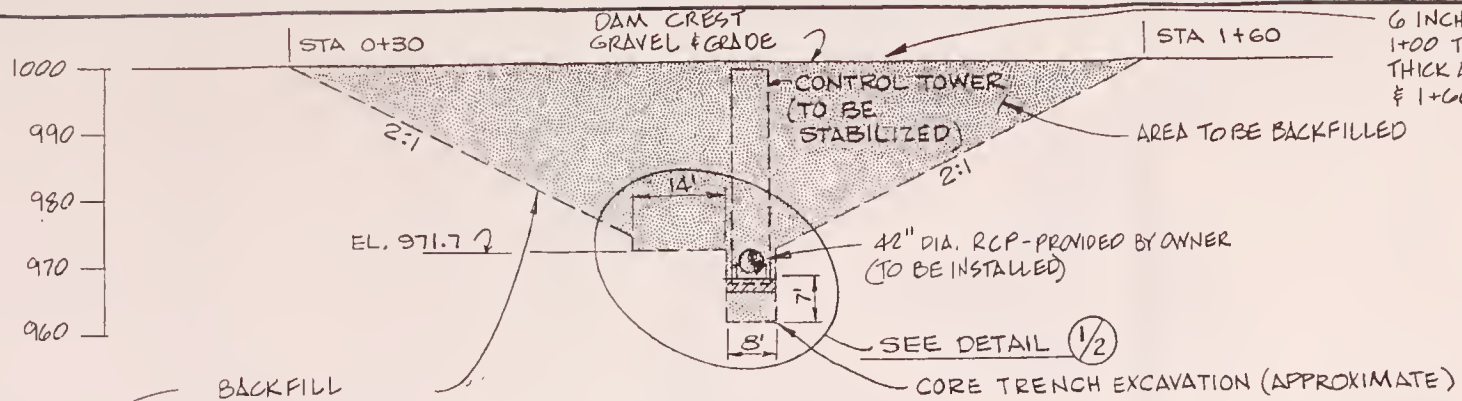 STA 0+30
DAM CREST
GRAVEL & GRADE
STA 1+60
6 INCH
1+00 T
THICK A
& 1+60
1000
990
980
970
960
2:1
CONTROL TOWER
(TO BE
STABILIZED)
AREA TO BE BACKFILLED
2:1
14'
EL. 971.7
42" DIA. RCP-PROVIDED BY OWNER
(TO BE INSTALLED)
7'
8'
SEE DETAIL 1/2
CORE TRENCH EXCAVATION (APPROXIMATE)
BACKFILL